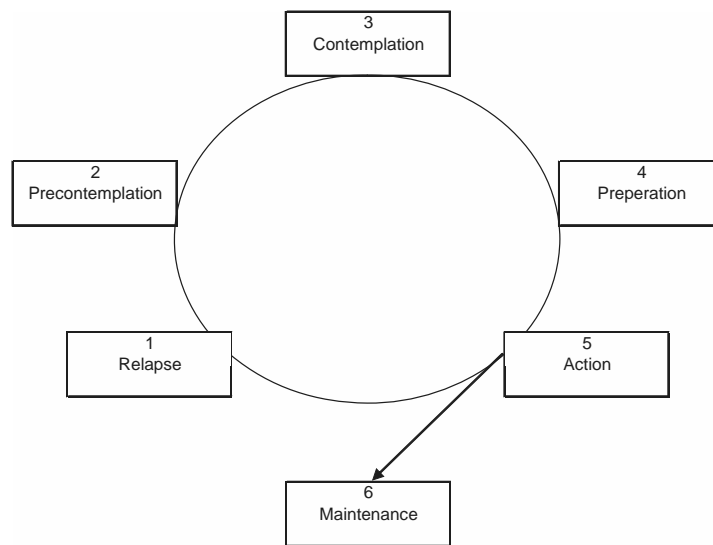 3
Contemplation
2
Precontemplation
4
Preperation
1
Relapse
5
Action
6
Maintenance